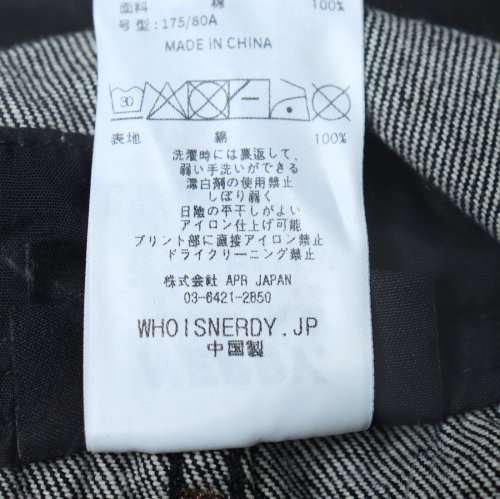 面料 棉 100%
号型:175/80A
MADE IN CHINA
30
表地 綿 100%
洗濯時には裏返して、
弱い手洗いができる
漂白剤の使用禁止
しぼり弱く
日陰の平干しがよい
アイロン仕上げ可能
プリント部に直接アイロン禁止
ドライクリーニング禁止
株式会社 APR JAPAN
03-6421-2850
WHOISNERDY.JP
中国製